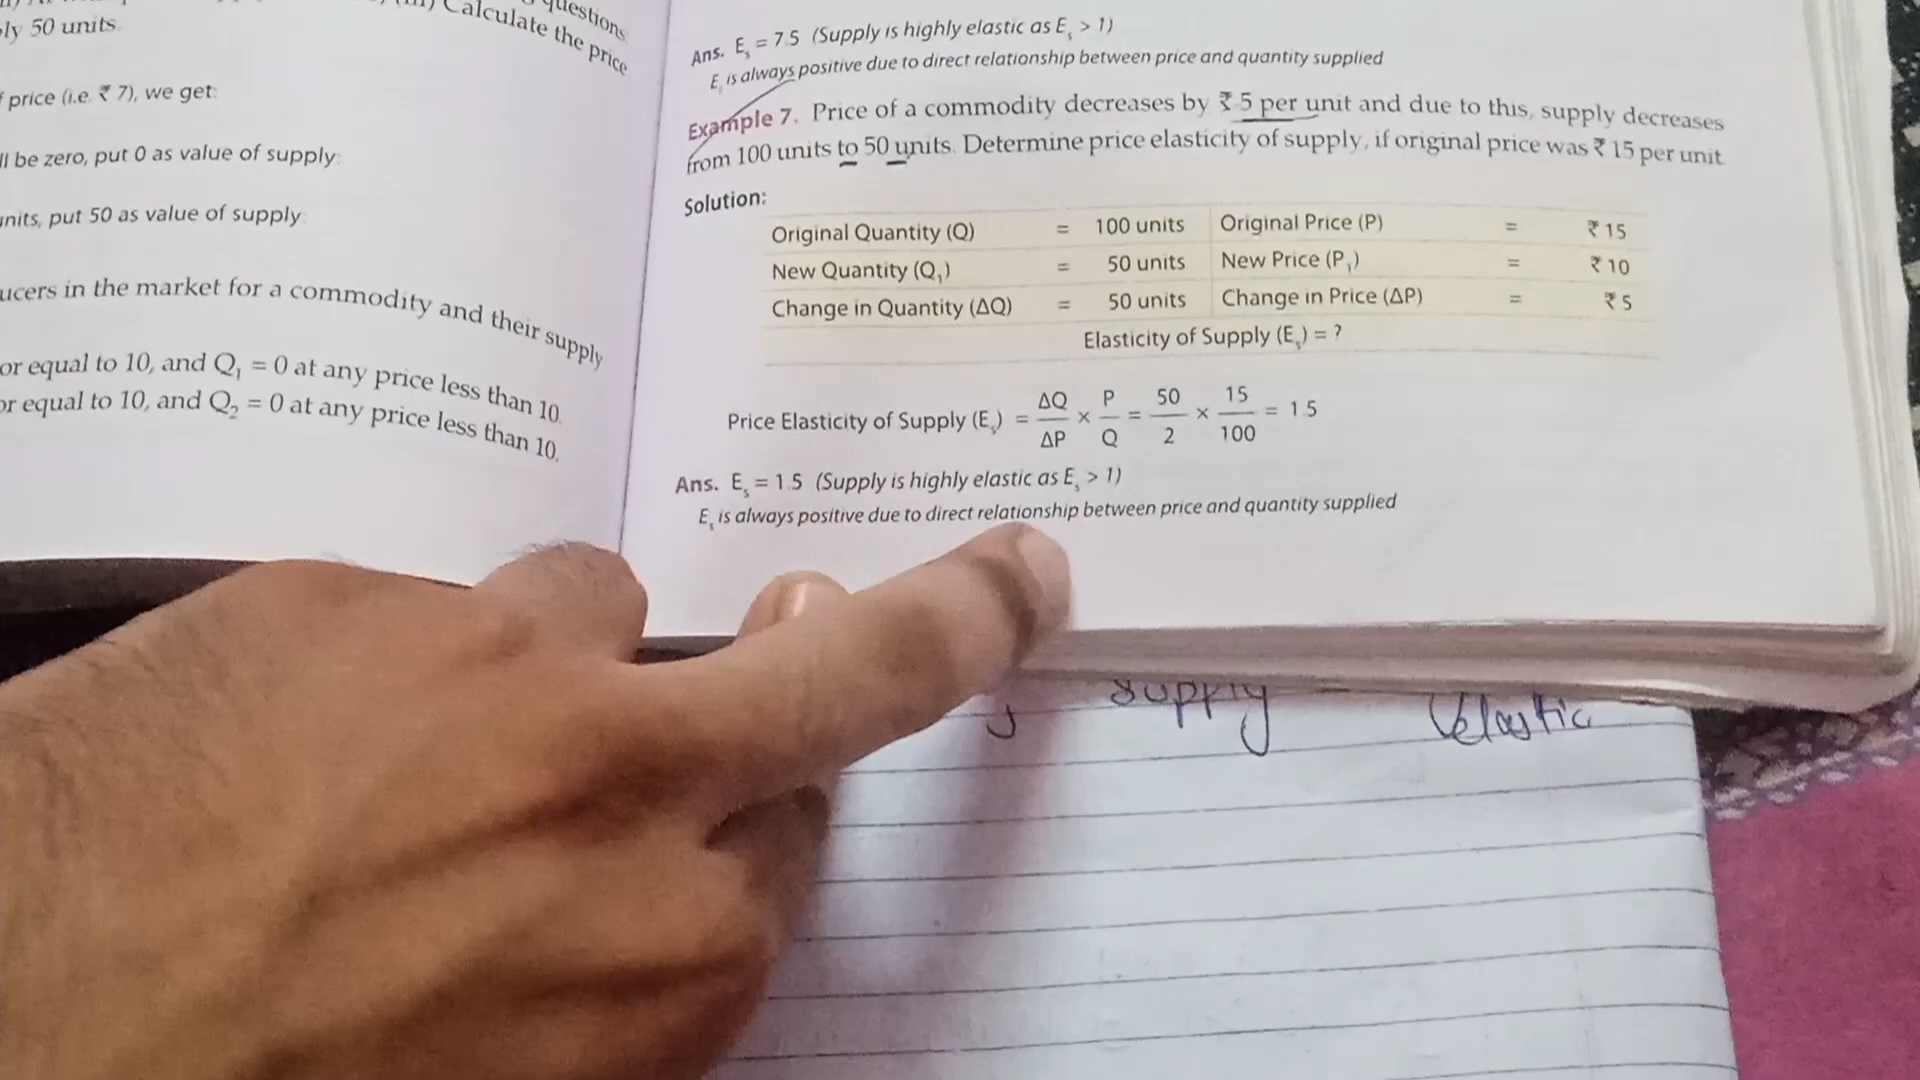 questions
(iii) Calculate the price
ly 50 units.
price (i.e. ₹ 7), we get:
ll be zero, put 0 as value of supply:
units, put 50 as value of supply:
ucers in the market for a commodity and their supply
or equal to 10, and Q₁ = 0 at any price less than 10.
or equal to 10, and Q₂ = 0 at any price less than 10.
Ans. Eₛ = 7.5 (Supply is highly elastic as Eₛ > 1)
Eₛ is always positive due to direct relationship between price and quantity supplied
Example 7. Price of a commodity decreases by ₹ 5 per unit and due to this, supply decreases
from 100 units to 50 units. Determine price elasticity of supply, if original price was ₹ 15 per unit
Solution:
Original Quantity (Q) = 100 units Original Price (P) = ₹ 15
New Quantity (Q₁) = 50 units New Price (P₁) = ₹ 10
Change in Quantity (ΔQ) = 50 units Change in Price (ΔP) = ₹ 5
Elasticity of Supply (Eₛ) = ?
Price Elasticity of Supply (Eₛ) = ΔQ/ΔP × P/Q = 50/2 × 15/100 = 1.5
Ans. Eₛ = 1.5 (Supply is highly elastic as Eₛ > 1)
Eₛ is always positive due to direct relationship between price and quantity supplied
supply - elastic